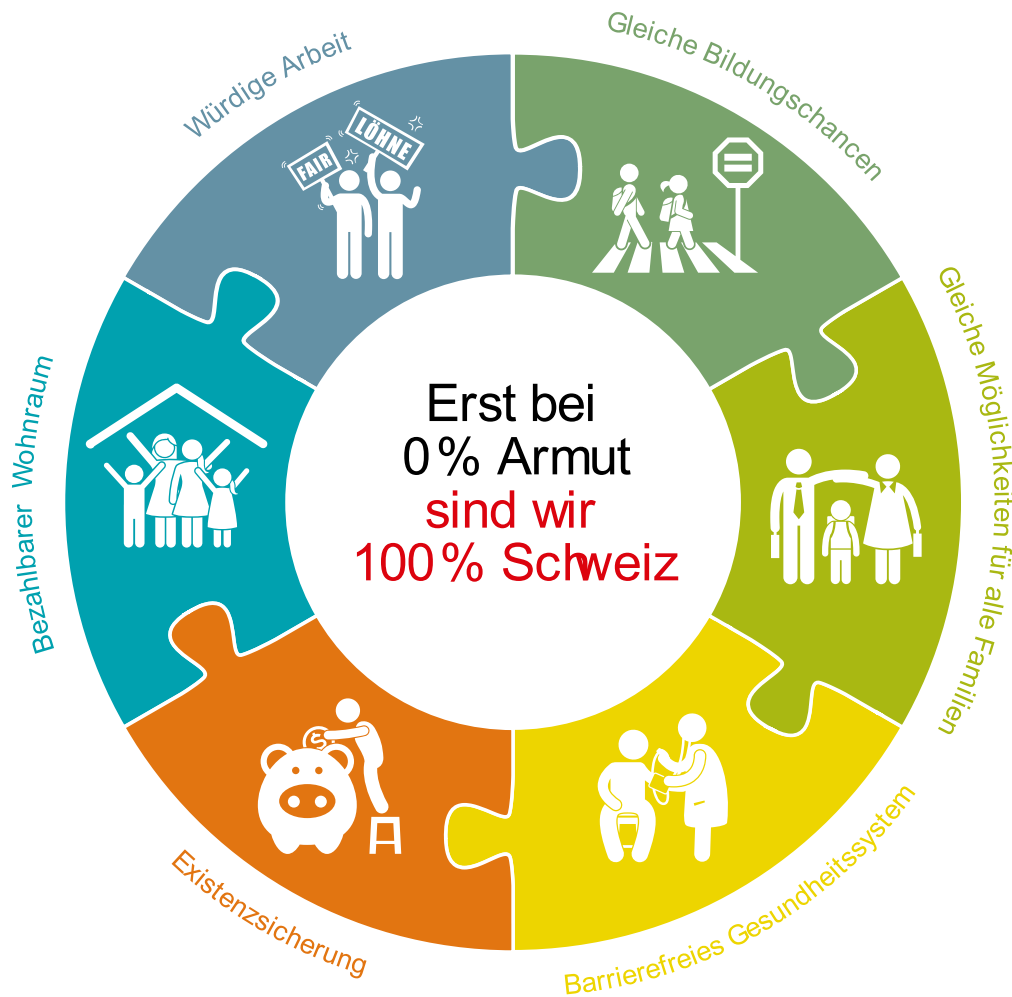 Würdige Arbeit
Gleiche Bildungschancen
Gleiche Möglichkeiten für alle Familien
Barrierefreies Gesundheitssystem
Existenzsicherung
Bezahlbarer Wohnraum
FAIR
LÖHNE
$
Erst bei
0% Armut
sind wir
100% Schweiz